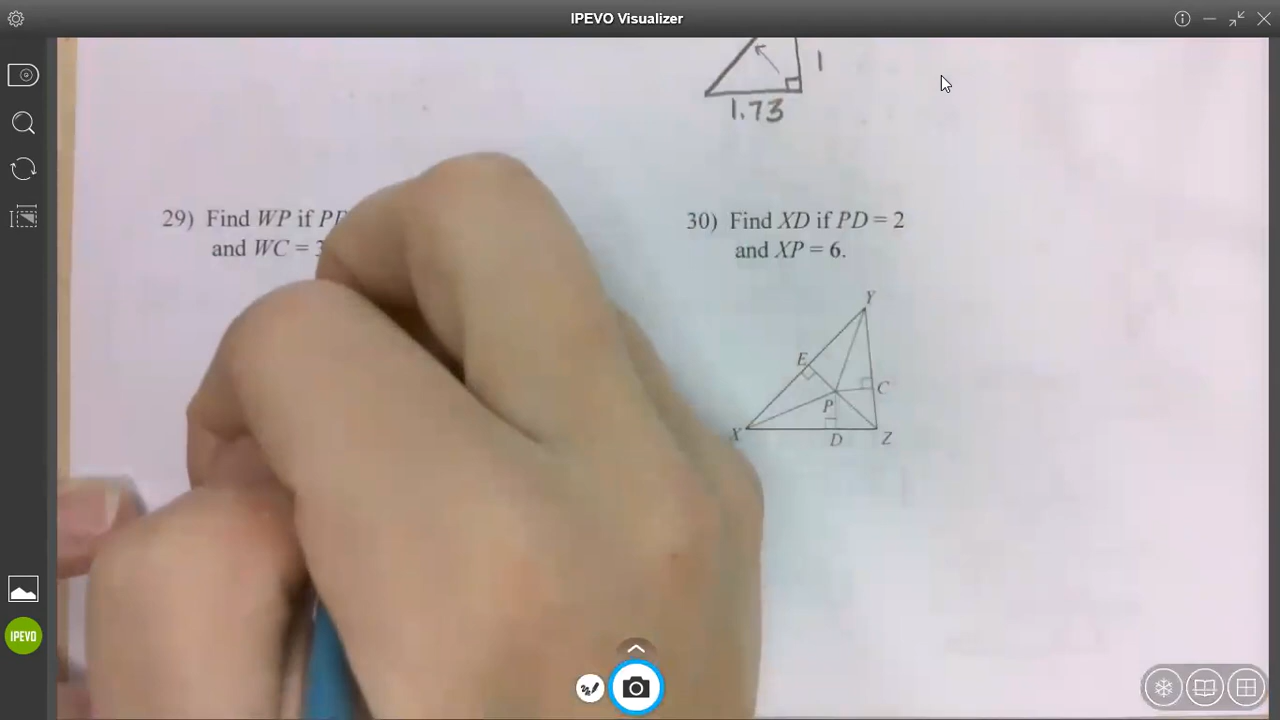 IPEVO Visualizer
1
1.73
29) Find WP if
and WC =
30) Find XD if PD = 2
and XP = 6.
Y
E
C
P
X
D
Z
IPEVO